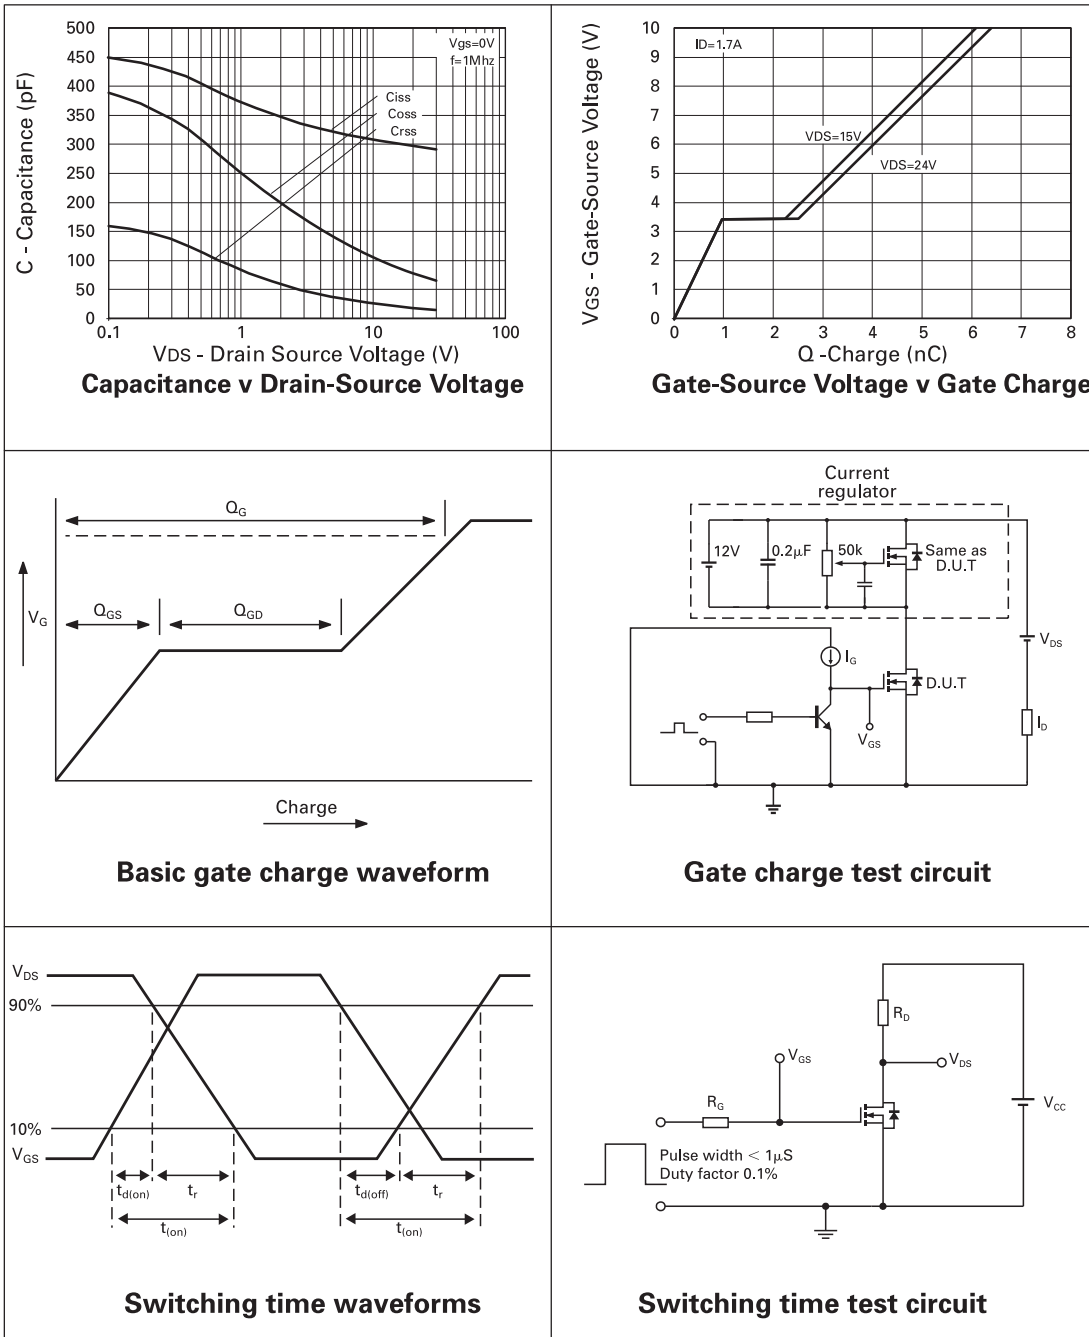 500
450
400
350
300
250
200
150
100
50
0
C - Capacitance (pF)
Vgs=0V
f=1Mhz
Ciss
Coss
Crss
0.1
1
10
100
VDS - Drain Source Voltage (V)
Capacitance v Drain-Source Voltage
10
9
8
7
6
5
4
3
2
1
0
VGS - Gate-Source Voltage (V)
ID=1.7A
VDS=15V
VDS=24V
0 1 2 3 4 5 6 7 8
Q -Charge (nC)
Gate-Source Voltage v Gate Charge
QG
QGS
QGD
VG
Charge
Basic gate charge waveform
Current
regulator
12V
0.2μF
50k
Same as
D.U.T
VDS
IG
D.U.T
VGS
ID
Gate charge test circuit
VDS
90%
10%
VGS
td(on)
tr
td(off)
tr
t(on)
t(on)
Switching time waveforms
RD
VGS
VDS
RG
VCC
Pulse width < 1μS
Duty factor 0.1%
Switching time test circuit